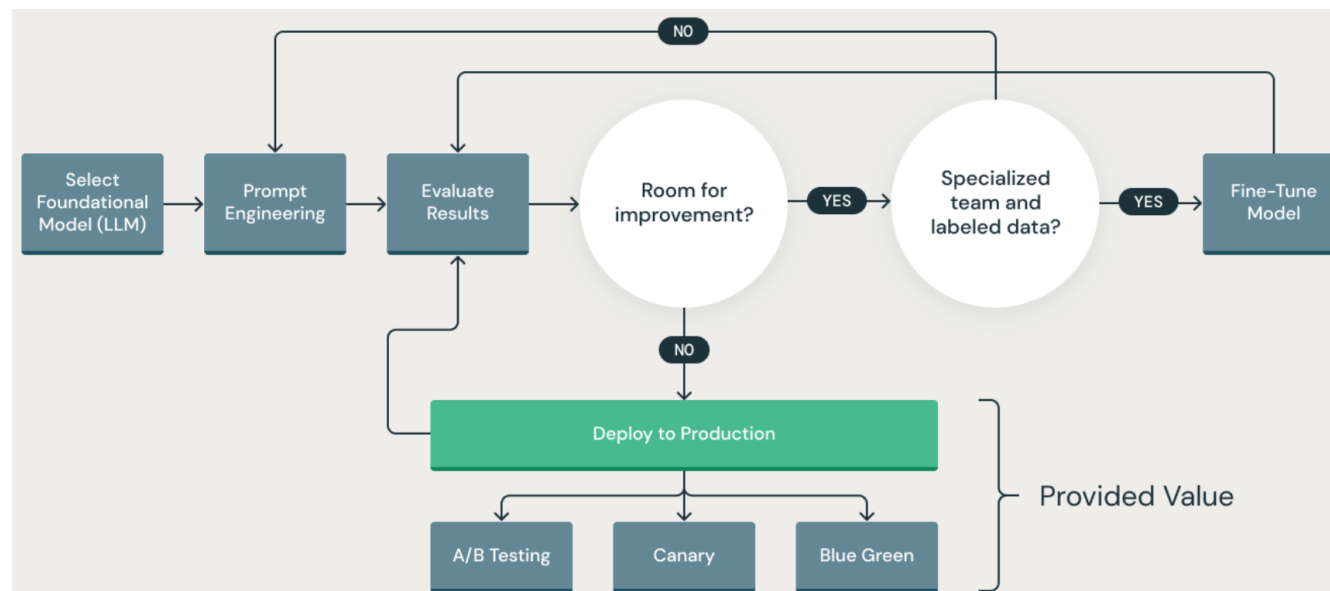 NO
Select
Foundational
Model (LLM)
Prompt
Engineering
Evaluate
Results
Room for
improvement?
YES
Specialized
team and
labeled data?
YES
Fine-Tune
Model
NO
Deploy to Production
Provided Value
A/B Testing
Canary
Blue Green